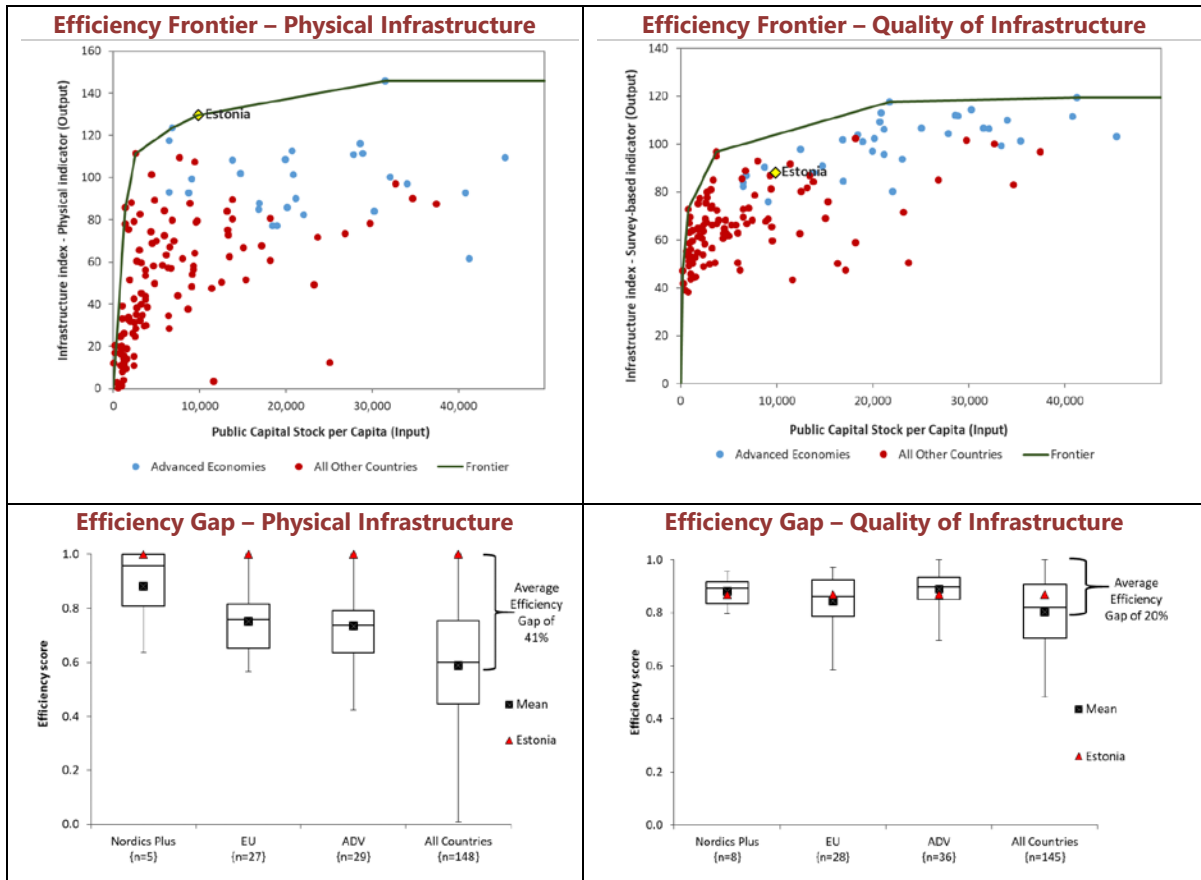 Efficiency Frontier – Physical Infrastructure
160
140
120
100
80
60
40
20
0
Infrastructure index - Physical indicator (Output)
Estonia
0
10,000
20,000
30,000
40,000
Public Capital Stock per Capita (Input)
Advanced Economies
All Other Countries
Frontier
Efficiency Frontier – Quality of Infrastructure
140
120
100
80
60
40
20
0
Infrastructure index - Survey-based indicator (Output)
Estonia
0
10,000
20,000
30,000
40,000
Public Capital Stock per Capita (Input)
Advanced Economies
All Other Countries
Frontier
Efficiency Gap – Physical Infrastructure
1.0
0.8
0.6
0.4
0.2
0.0
Efficiency score
Average
Efficiency
Gap of
41%
Mean
Estonia
Nordics Plus
{n=5}
EU
{n=27}
ADV
{n=29}
All Countries
{n=148}
Efficiency Gap – Quality of Infrastructure
1.0
0.8
0.6
0.4
0.2
0.0
Efficiency score
Average
Efficiency
Gap of 20%
Mean
Estonia
Nordics Plus
{n=8}
EU
{n=28}
ADV
{n=36}
All Countries
{n=145}